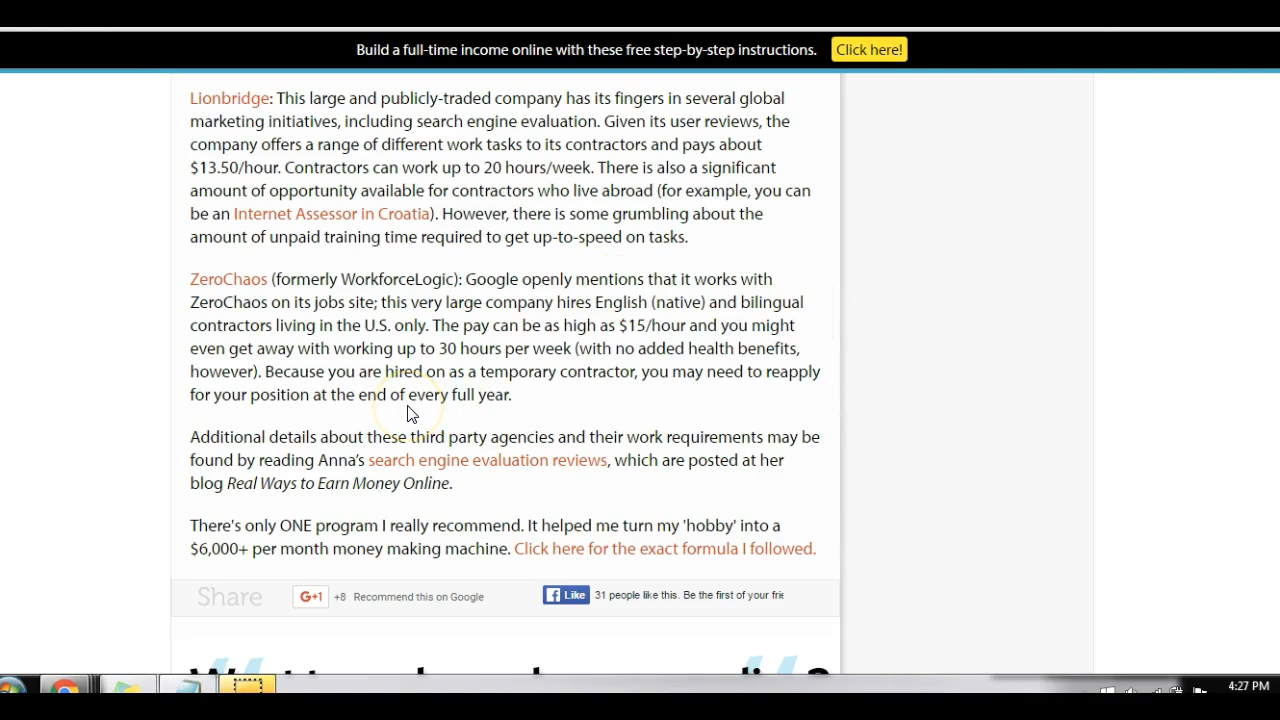 Build a full-time income online with these free step-by-step instructions. Click here!
Lionbridge: This large and publicly-traded company has its fingers in several global
marketing initiatives, including search engine evaluation. Given its user reviews, the
company offers a range of different work tasks to its contractors and pays about
$13.50/hour. Contractors can work up to 20 hours/week. There is also a significant
amount of opportunity available for contractors who live abroad (for example, you can
be an Internet Assessor in Croatia). However, there is some grumbling about the
amount of unpaid training time required to get up-to-speed on tasks.
ZeroChaos (formerly WorkforceLogic): Google openly mentions that it works with
ZeroChaos on its jobs site; this very large company hires English (native) and bilingual
contractors living in the U.S. only. The pay can be as high as $15/hour and you might
even get away with working up to 30 hours per week (with no added health benefits,
however). Because you are hired on as a temporary contractor, you may need to reapply
for your position at the end of every full year.
Additional details about these third party agencies and their work requirements may be
found by reading Anna's search engine evaluation reviews, which are posted at her
blog Real Ways to Earn Money Online.
There's only ONE program I really recommend. It helped me turn my 'hobby' into a
$6,000+ per month money making machine. Click here for the exact formula I followed.
Share G+1 +8 Recommend this on Google Like 31 people like this. Be the first of your
4:27 PM